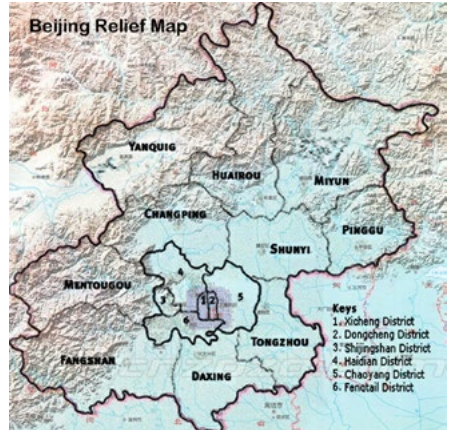 Beijing Relief Map
YANQUIG
HUAIROU
MIYUN
CHANGPING
PINGGU
SHUNYI
MENTOUGOU
4
3
1
2
5
6
TONGZHOU
FANGSHAN
DAXING
Keys
1. Xicheng District
2. Dongcheng District
3. Shijingshan District
4. Haidian District
5. Chaoyang District
6. Fengtail District